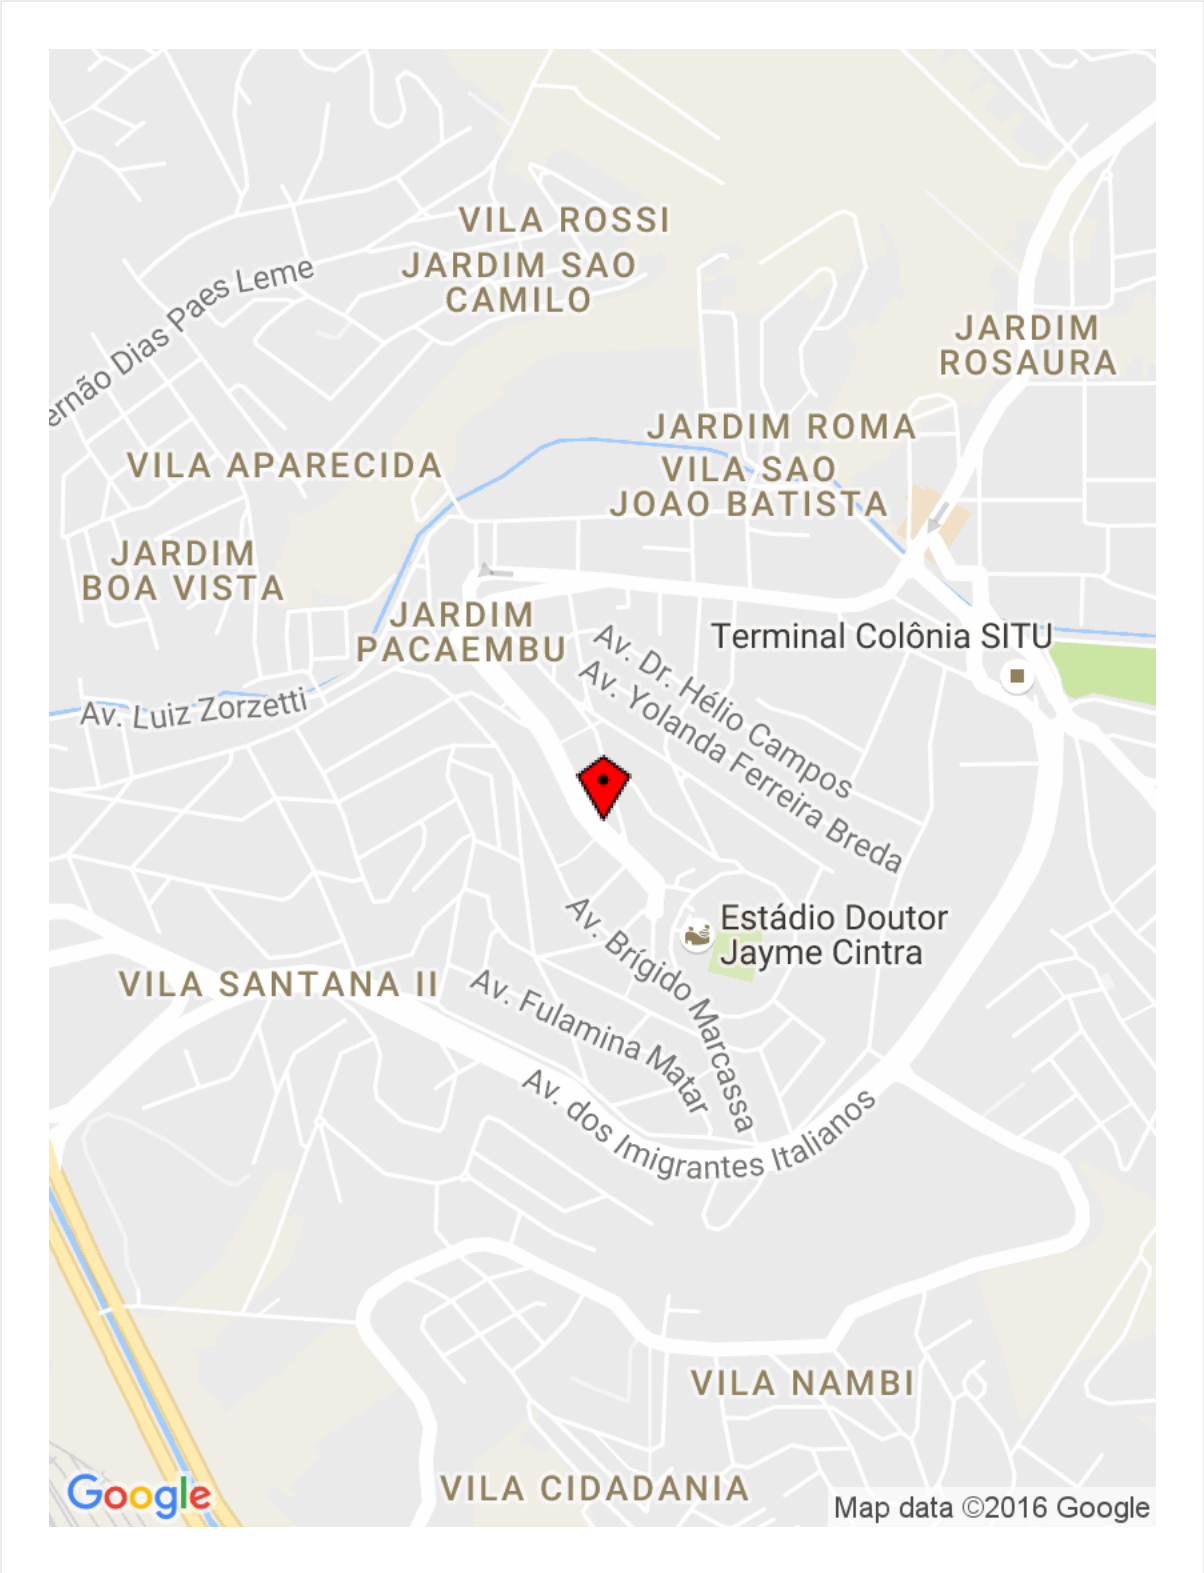 VILA ROSSI
JARDIM SAO
CAMILO
ernão Dias Paes Leme
JARDIM
ROSAURA
JARDIM ROMA
VILA APARECIDA
VILA SAO
JOAO BATISTA
JARDIM
BOA VISTA
JARDIM
PACAEMBU
Terminal Colônia SITU
Av. Dr. Hélio Campos
Av. Yolanda Ferreira Breda
Av. Luiz Zorzetti
Estádio Doutor
Jayme Cintra
Av. Brígido Marcassa
VILA SANTANA II
Av. Fulamina Matar
Av. dos Imigrantes Italianos
VILA NAMBI
VILA CIDADANIA
Google
Map data ©2016 Google